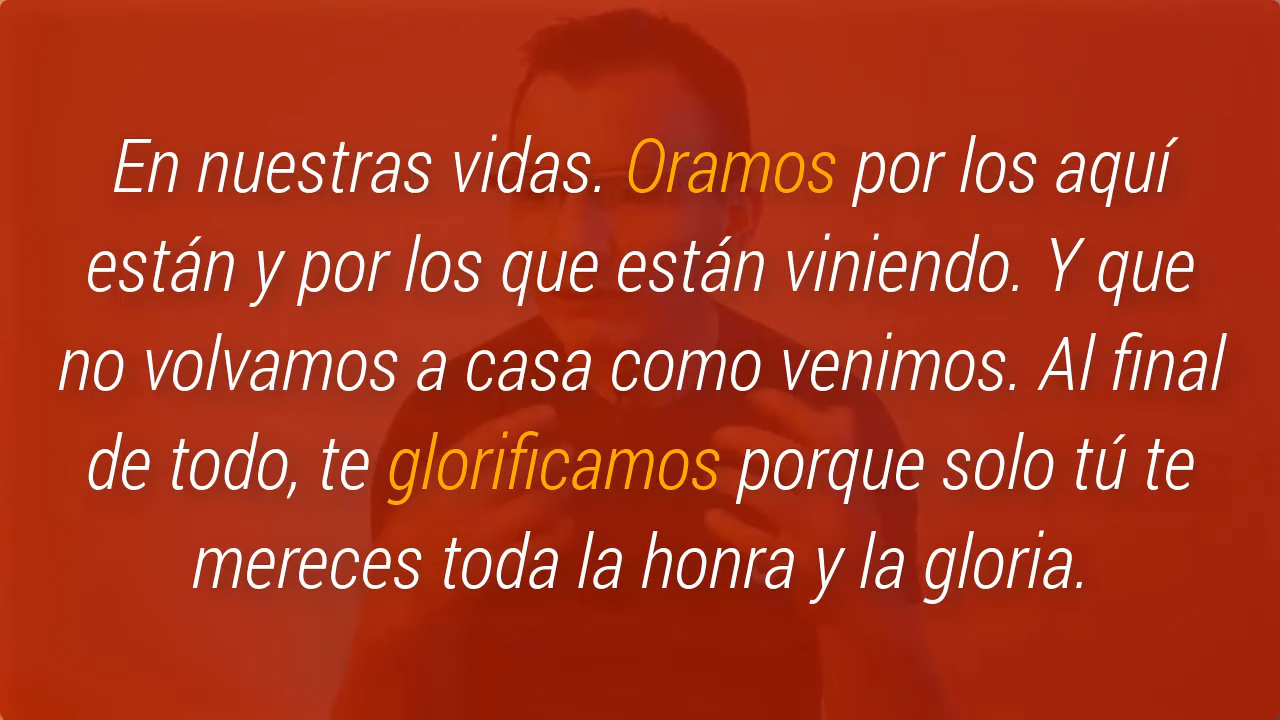 En nuestras vidas. Oramos por los aquí
están y por los que están viniendo. Y que
no volvamos a casa como venimos. Al final
de todo, te glorificamos porque solo tú te
mereces toda la honra y la gloria.